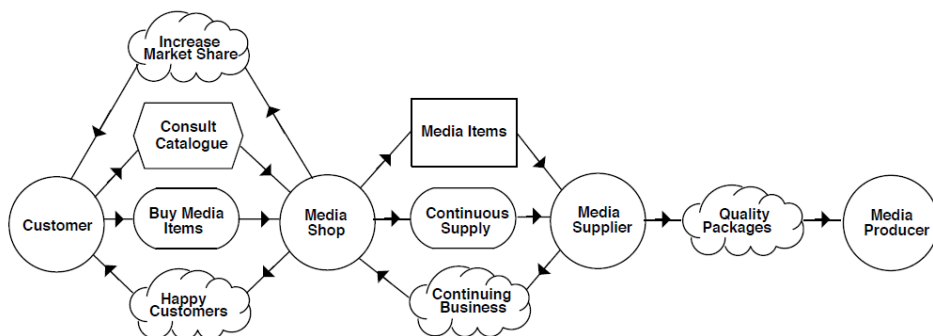 Increase
Market Share
Consult
Catalogue
Media Items
Customer
Buy Media
Items
Media
Shop
Continuous
Supply
Media
Supplier
Quality
Packages
Media
Producer
Happy
Customers
Continuing
Business